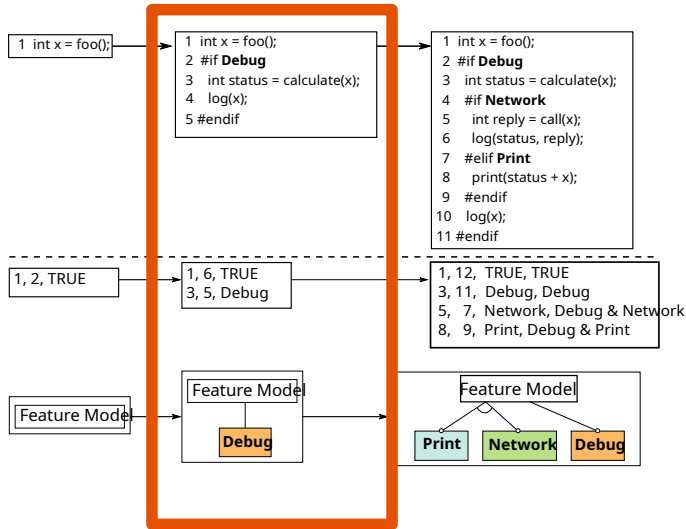 1 int x = foo();
1 int x = foo();
2 #if Debug
3 int status = calculate(x);
4 log(x);
5 #endif
1 int x = foo();
2 #if Debug
3 int status = calculate(x);
4 #if Network
5 int reply = call(x);
6 log(status, reply);
7 #elif Print
8 print(status + x);
9 #endif
10 log(x);
11 #endif
1, 2, TRUE
1, 6, TRUE
3, 5, Debug
1, 12, TRUE, TRUE
3, 11, Debug, Debug
5, 7, Network, Debug & Network
8, 9, Print, Debug & Print
Feature Model
Feature Model
Debug
Feature Model
Print
Network
Debug